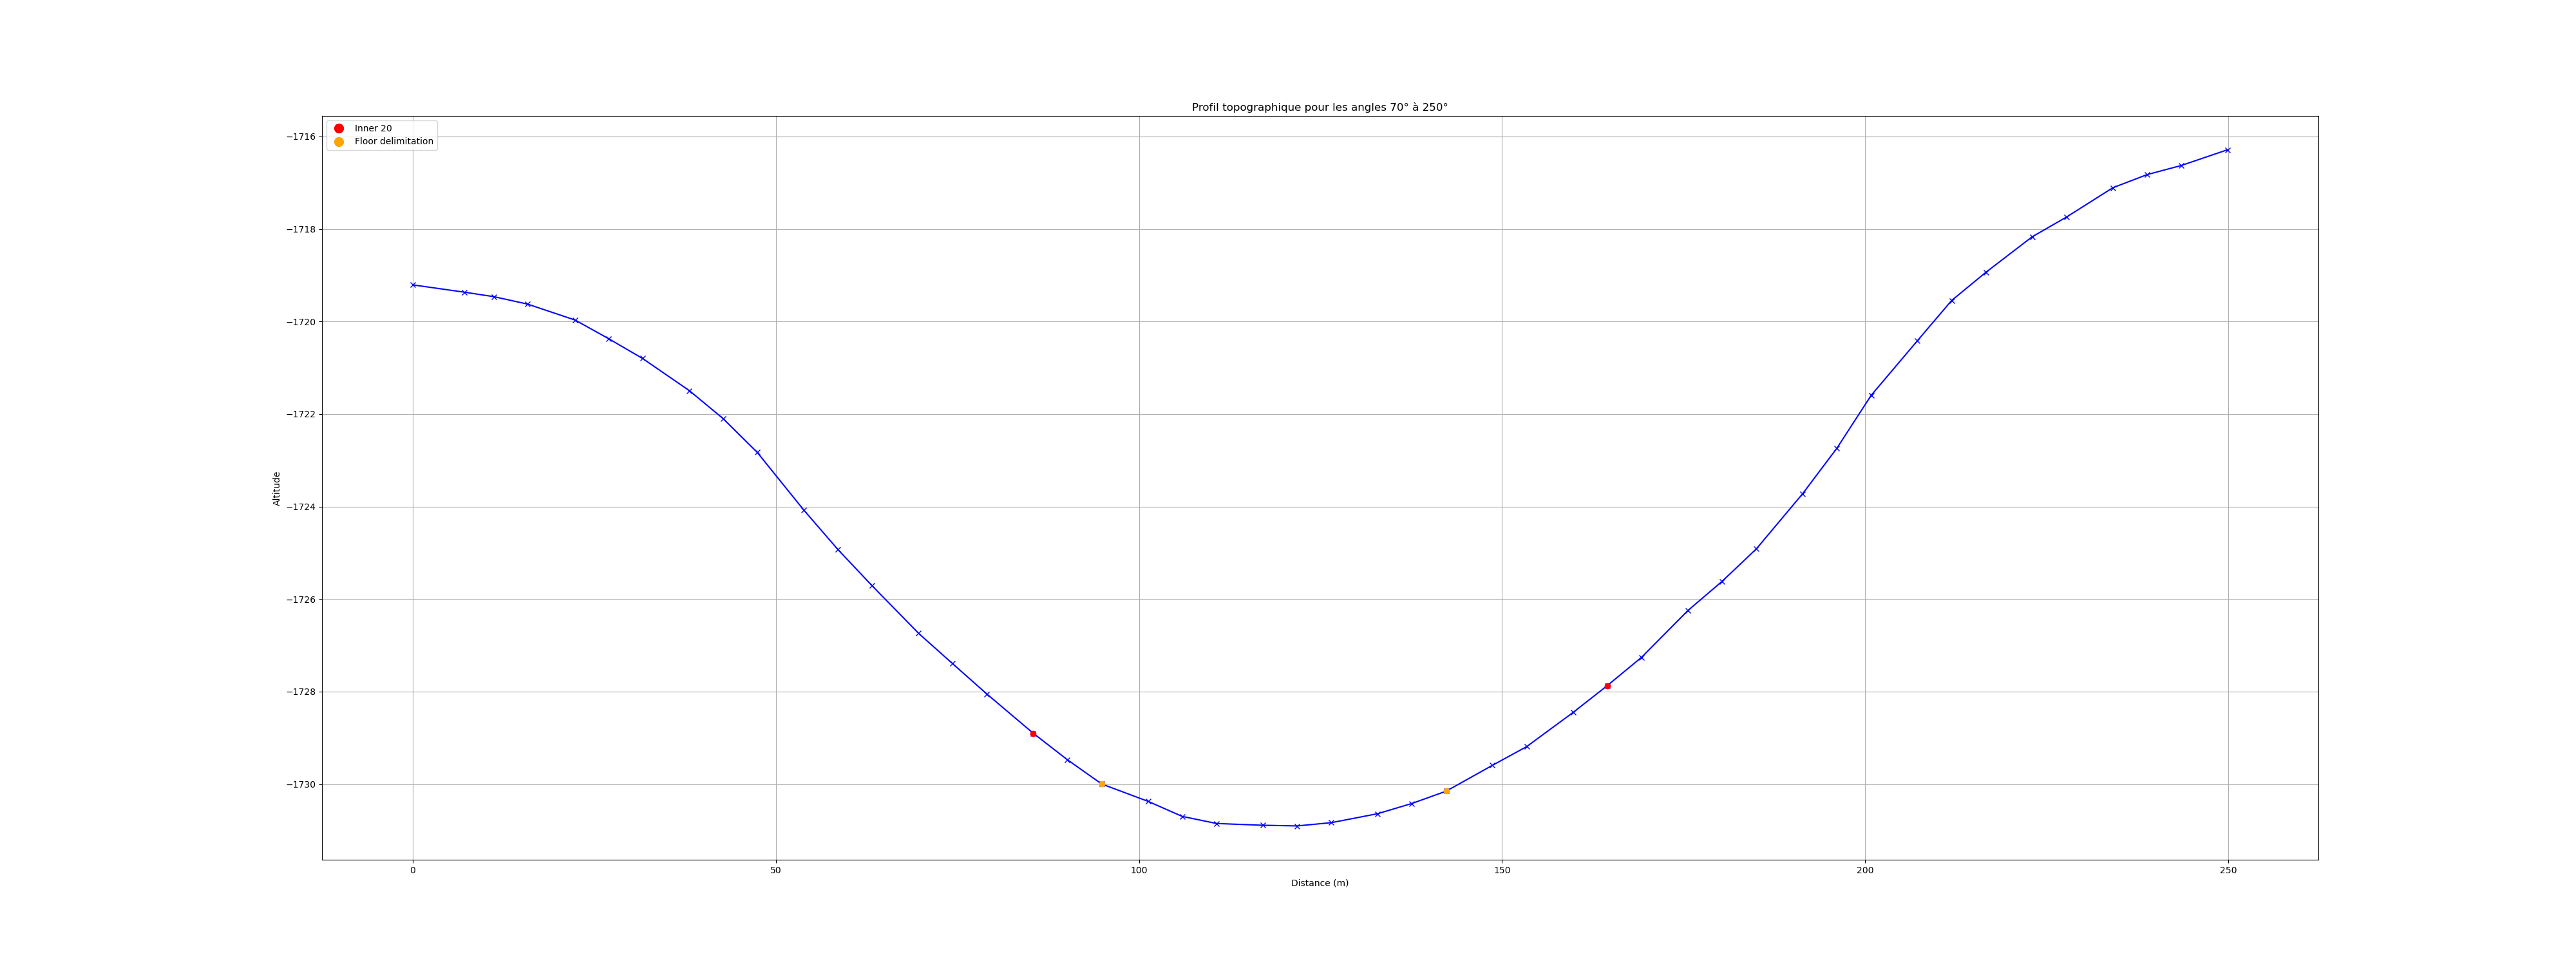 Profil topographique pour les angles 70° à 250°
Inner 20
Floor delimitation
−1716
−1718
−1720
−1722
−1724
−1726
−1728
−1730
Altitude
0 50 100 150 200 250
Distance (m)